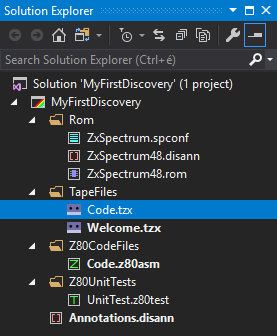 Solution Explorer
Search Solution Explorer (Ctrl+é)
Solution 'MyFirstDiscovery' (1 project)
MyFirstDiscovery
Rom
ZxSpectrum.spconf
ZxSpectrum48.disann
ZxSpectrum48.rom
TapeFiles
Code.tzx
Welcome.tzx
Z80CodeFiles
Code.z80asm
Z80UnitTests
UnitTest.z80test
Annotations.disann